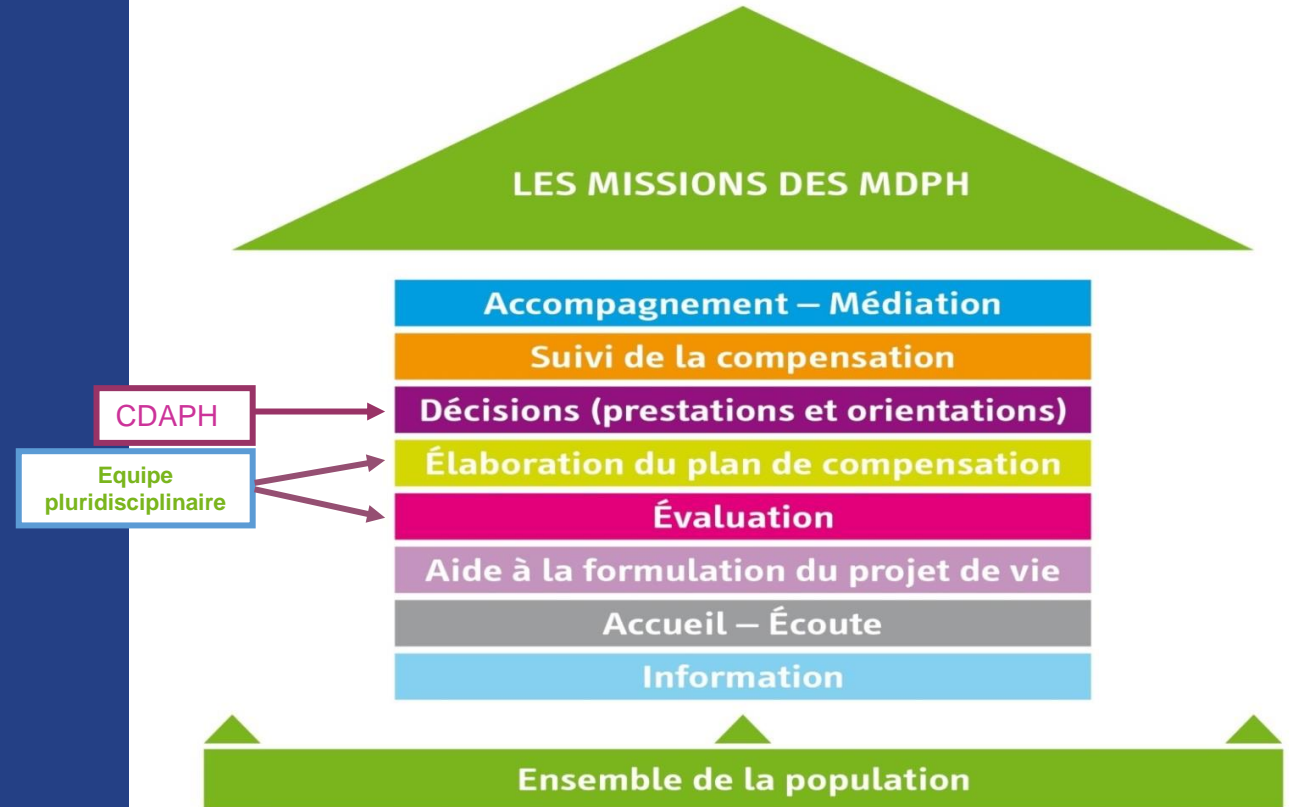 LES MISSIONS DES MDPH
Accompagnement — Médiation
Suivi de la compensation
CDAPH
Décisions (prestations et orientations)
Equipe
pluridisciplinaire
Élaboration du plan de compensation
Évaluation
Aide à la formulation du projet de vie
Accueil — Écoute
Information
Ensemble de la population